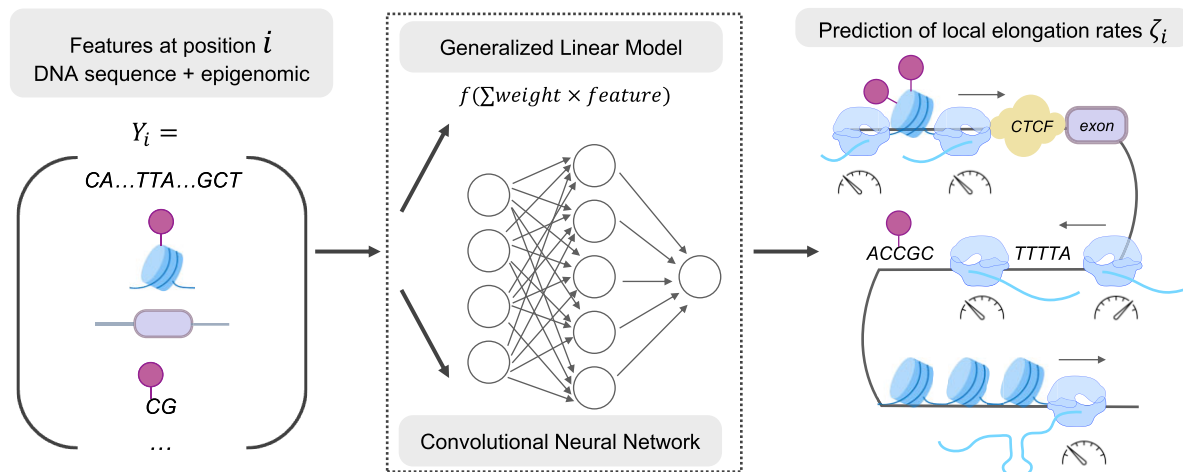 Features at position i
DNA sequence + epigenomic
Y_i =
CA...TTA...GCT
CG
...
Generalized Linear Model
f(∑weight × feature)
Convolutional Neural Network
Prediction of local elongation rates ζ_i
CTCF
exon
ACCGC
TTTTA